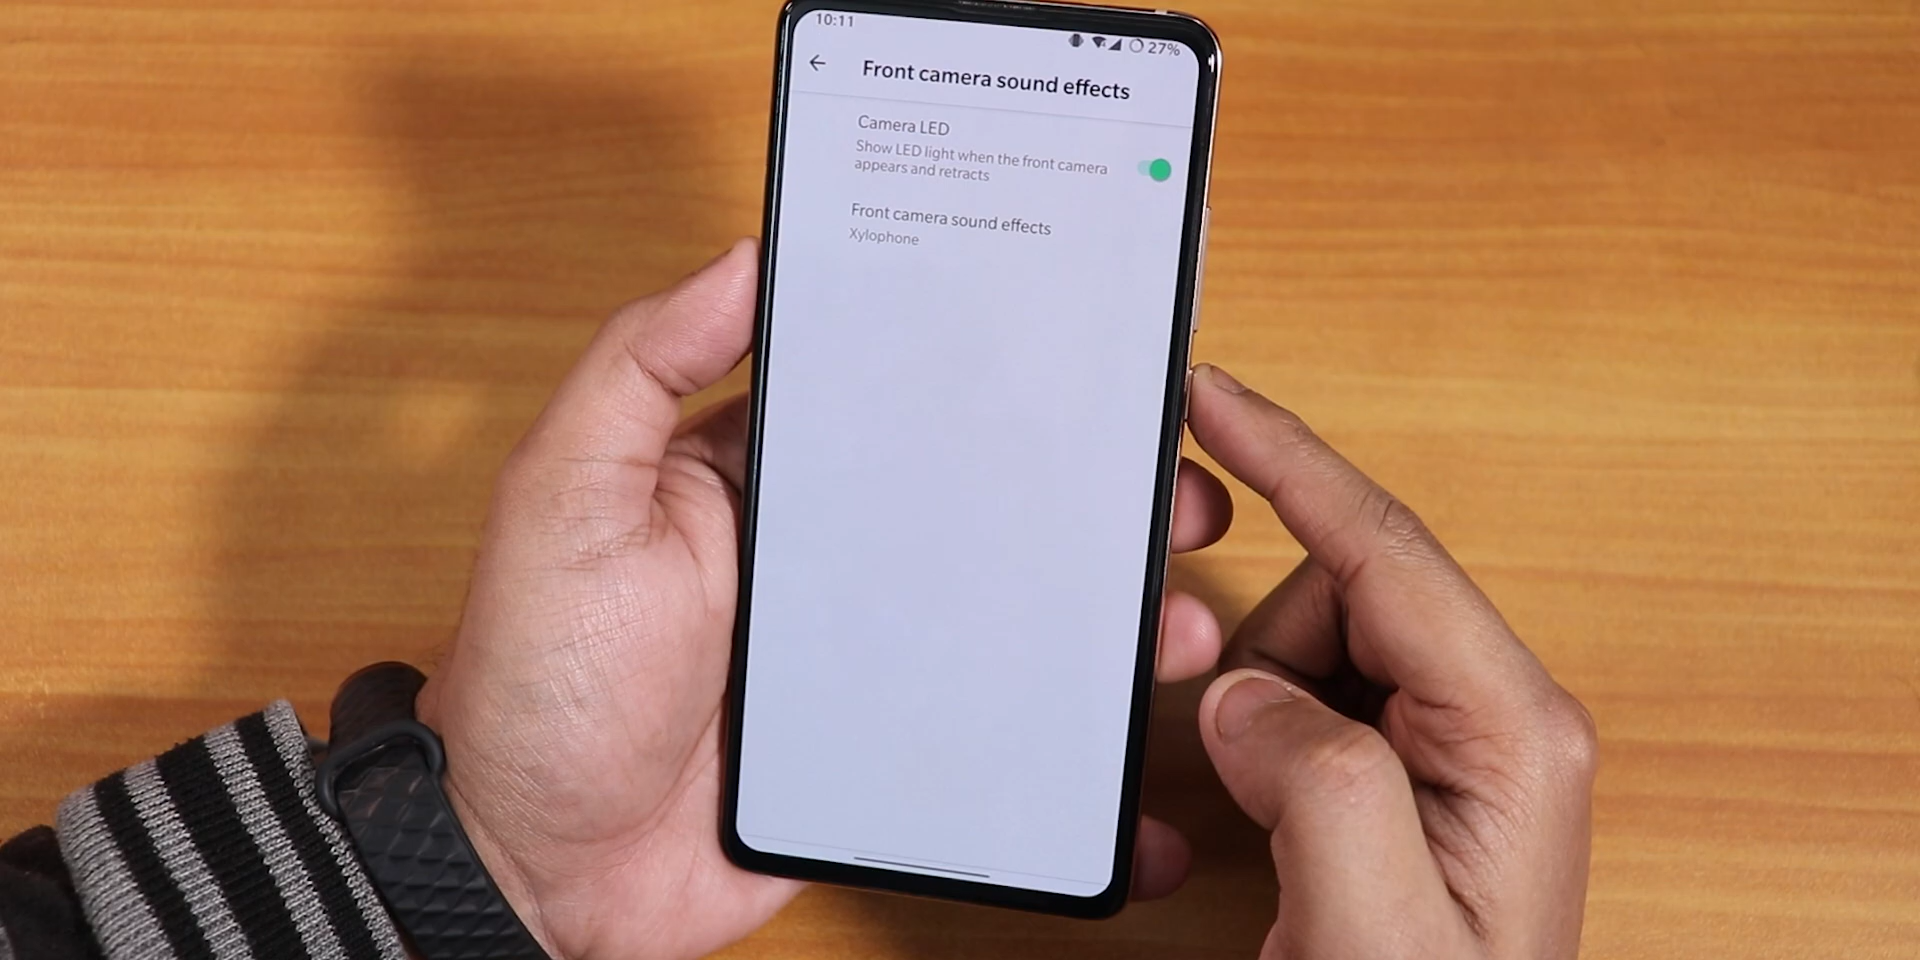 10:11
27%
Front camera sound effects
Camera LED
Show LED light when the front camera
appears and retracts
Front camera sound effects
Xylophone